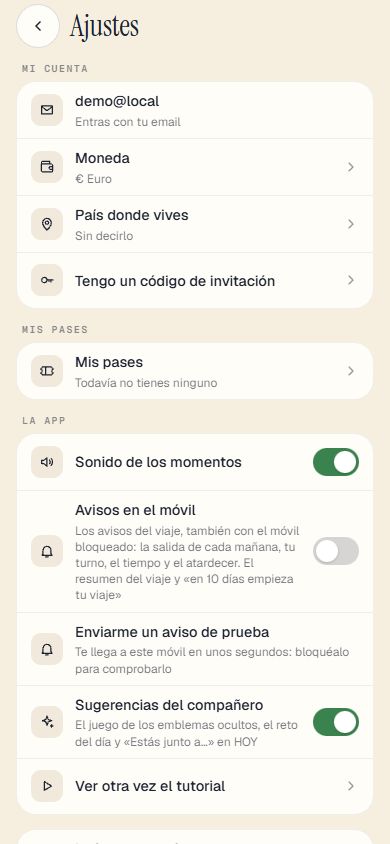 Ajustes
MI CUENTA
demo@local
Entras con tu email
Moneda
€ Euro
País donde vives
Sin decirlo
Tengo un código de invitación
MIS PASES
Mis pases
Todavía no tienes ninguno
LA APP
Sonido de los momentos
Avisos en el móvil
Los avisos del viaje, también con el móvil
bloqueado: la salida de cada mañana, tu
turno, el tiempo y el atardecer. El
resumen del viaje y «en 10 días empieza
tu viaje»
Enviarme un aviso de prueba
Te llega a este móvil en unos segundos: bloquéalo
para comprobarlo
Sugerencias del compañero
El juego de los emblemas ocultos, el reto
del día y «Estás junto a…» en HOY
Ver otra vez el tutorial